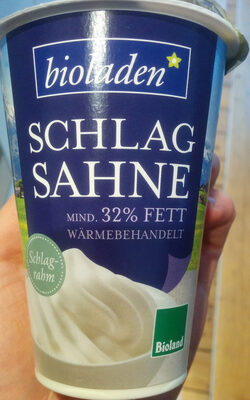 bioladen
SCHLAG
SAHNE
MIND. 32% FETT
WÄRMEBEHANDELT
Schlag-
rahm
Bioland